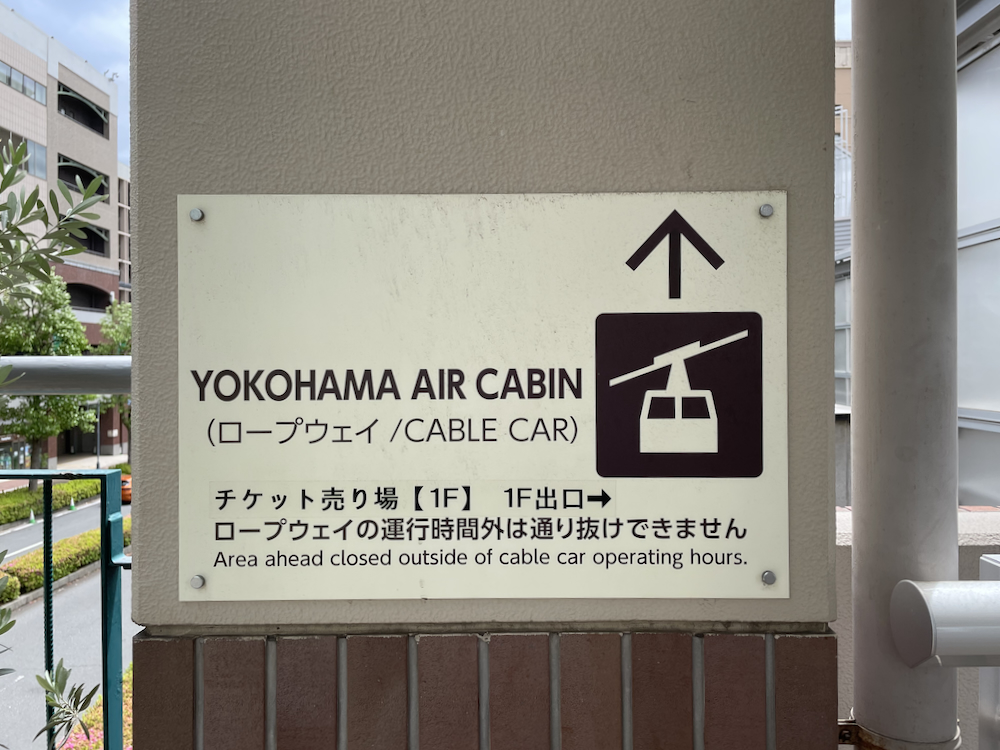 YOKOHAMA AIR CABIN
(ロープウェイ /CABLE CAR)
チケット売り場【1F】 1F出口➡
ロープウェイの運行時間外は通り抜けできません
Area ahead closed outside of cable car operating hours.